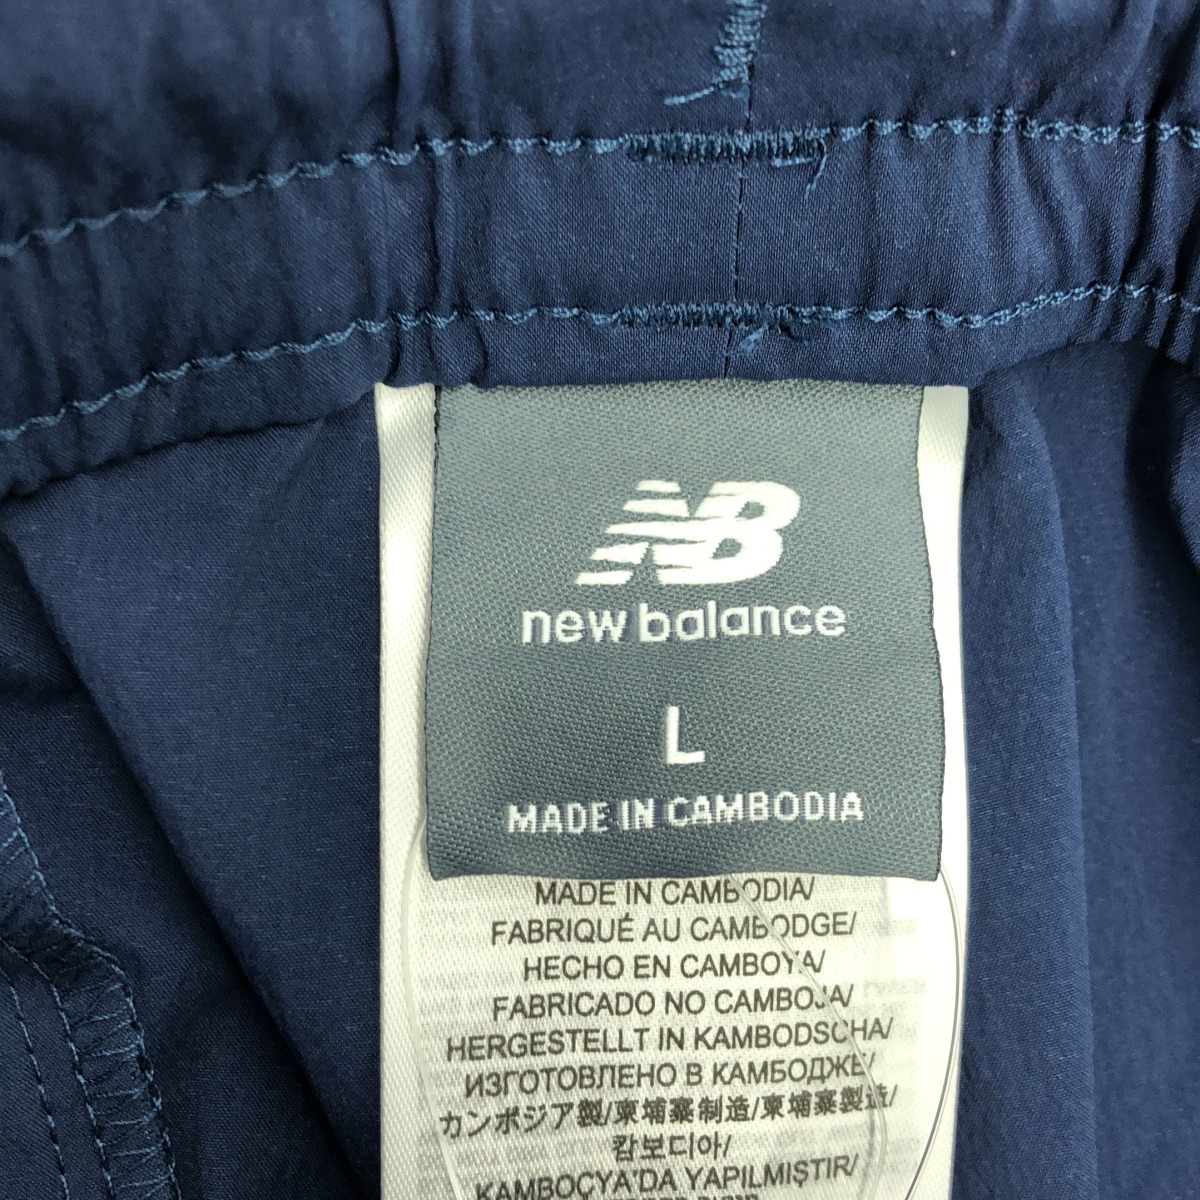 NB
new balance
L
MADE IN CAMBODIA
MADE IN CAMBODIA/
FABRIQUÉ AU CAMBODGE/
HECHO EN CAMBOYA/
FABRICADO NO CAMBOJA/
HERGESTELLT IN KAMBODSCHA/
ИЗГОТОВЛЕНО В КАМБОДЖЕ/
カンボジア製/柬埔寨制造/柬埔寨製造/
캄보디아/
KAMBOÇYA'DA YAPILMIŞTIR/